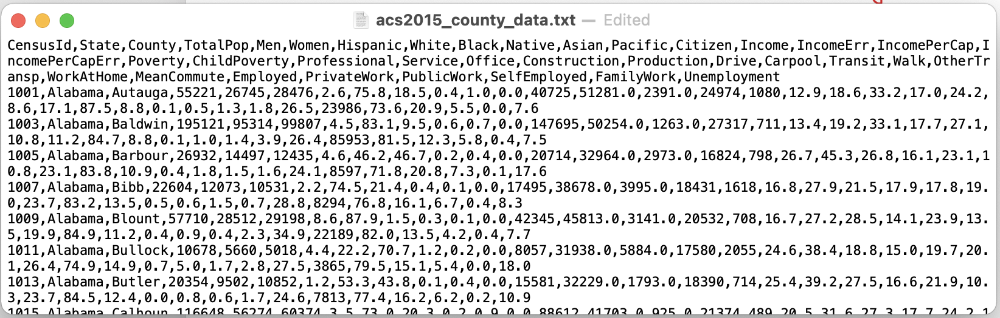 acs2015_county_data.txt — Edited
CensusId,State,County,TotalPop,Men,Women,Hispanic,White,Black,Native,Asian,Pacific,Citizen,Income,IncomeErr,IncomePerCap,I
ncomePerCapErr,Poverty,ChildPoverty,Professional,Service,Office,Construction,Production,Drive,Carpool,Transit,Walk,OtherTr
ansp,WorkAtHome,MeanCommute,Employed,PrivateWork,PublicWork,SelfEmployed,FamilyWork,Unemployment
1001,Alabama,Autauga,55221,26745,28476,2.6,75.8,18.5,0.4,1.0,0.0,40725,51281.0,2391.0,24974,1080,12.9,18.6,33.2,17.0,24.2,
8.6,17.1,87.5,8.8,0.1,0.5,1.3,1.8,26.5,23986,73.6,20.9,5.5,0.0,7.6
1003,Alabama,Baldwin,195121,95314,99807,4.5,83.1,9.5,0.6,0.7,0.0,147695,50254.0,1263.0,27317,711,13.4,19.2,33.1,17.7,27.1,
10.8,11.2,84.7,8.8,0.1,1.0,1.4,3.9,26.4,85953,81.5,12.3,5.8,0.4,7.5
1005,Alabama,Barbour,26932,14497,12435,4.6,46.2,46.7,0.2,0.4,0.0,20714,32964.0,2973.0,16824,798,26.7,45.3,26.8,16.1,23.1,1
0.8,23.1,83.8,10.9,0.4,1.8,1.5,1.6,24.1,8597,71.8,20.8,7.3,0.1,17.6
1007,Alabama,Bibb,22604,12073,10531,2.2,74.5,21.4,0.4,0.1,0.0,17495,38678.0,3995.0,18431,1618,16.8,27.9,21.5,17.9,17.8,19.
0,23.7,83.2,13.5,0.5,0.6,1.5,0.7,28.8,8294,76.8,16.1,6.7,0.4,8.3
1009,Alabama,Blount,57710,28512,29198,8.6,87.9,1.5,0.3,0.1,0.0,42345,45813.0,3141.0,20532,708,16.7,27.2,28.5,14.1,23.9,13.
5,19.9,84.9,11.2,0.4,0.9,0.4,2.3,34.9,22189,82.0,13.5,4.2,0.4,7.7
1011,Alabama,Bullock,10678,5660,5018,4.4,22.2,70.7,1.2,0.2,0.0,8057,31938.0,5884.0,17580,2055,24.6,38.4,18.8,15.0,19.7,20.
1,26.4,74.9,14.9,0.7,5.0,1.7,2.8,27.5,3865,79.5,15.1,5.4,0.0,18.0
1013,Alabama,Butler,20354,9502,10852,1.2,53.3,43.8,0.1,0.4,0.0,15581,32229.0,1793.0,18390,714,25.4,39.2,27.5,16.6,21.9,10.
3,23.7,84.5,12.4,0.0,0.8,0.6,1.7,24.6,7813,77.4,16.2,6.2,0.2,10.9
1015,Alabama,Calhoun,116648,56274,60374,3.5,73.0,20.3,0.2,0.9,0.0,88612,41703.0,925.0,21374,489,20.5,31.6,27.3,17.7,24.2,1